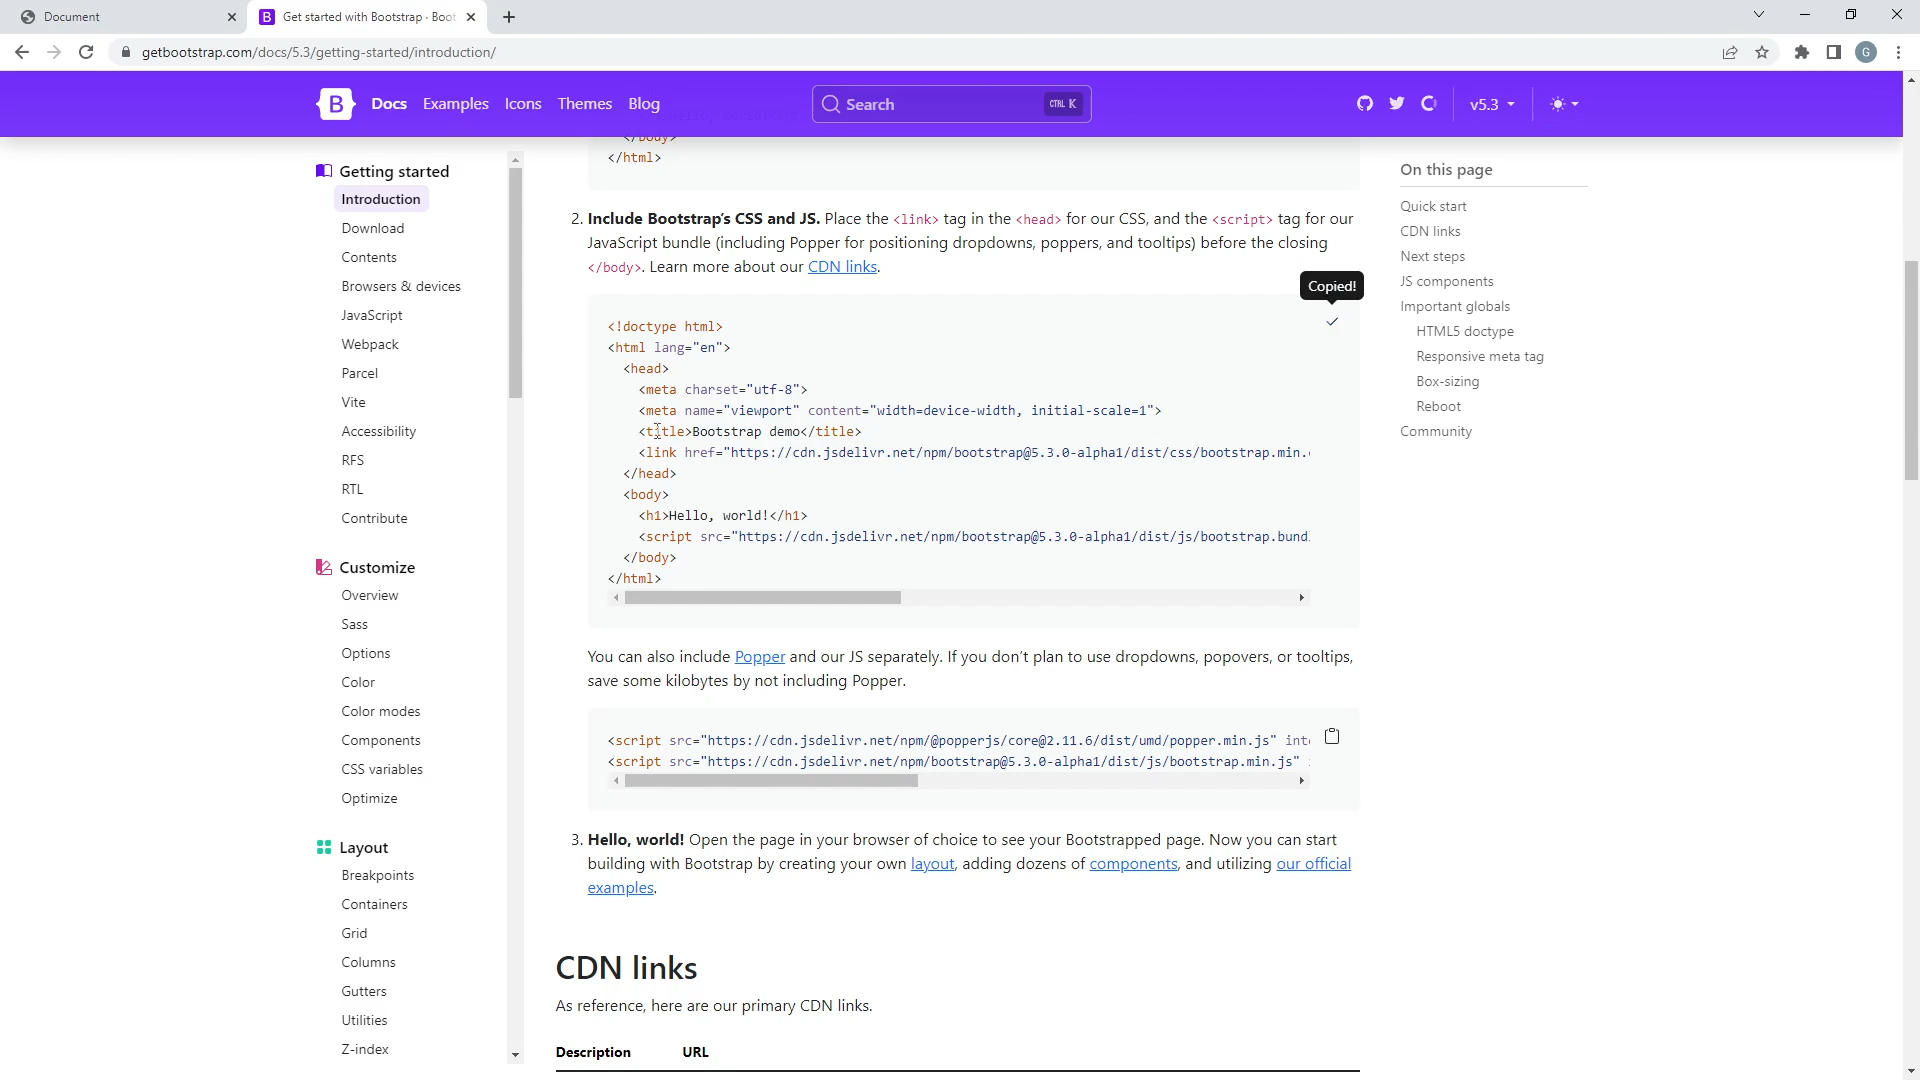 Document
Get started with Bootstrap · Boot
getbootstrap.com/docs/5.3/getting-started/introduction/
G
B Docs Examples Icons Themes Blog
Search CTRL K
v5.3
Getting started
Introduction
Download
Contents
Browsers & devices
JavaScript
Webpack
Parcel
Vite
Accessibility
RFS
RTL
Contribute
Customize
Overview
Sass
Options
Color
Color modes
Components
CSS variables
Optimize
Layout
Breakpoints
Containers
Grid
Columns
Gutters
Utilities
Z-index
</body>
</html>
2. Include Bootstrap's CSS and JS. Place the <link> tag in the <head> for our CSS, and the <script> tag for our
JavaScript bundle (including Popper for positioning dropdowns, poppers, and tooltips) before the closing
</body>. Learn more about our CDN links.
Copied!
<!doctype html>
<html lang="en">
<head>
<meta charset="utf-8">
<meta name="viewport" content="width=device-width, initial-scale=1">
<title>Bootstrap demo</title>
<link href="https://cdn.jsdelivr.net/npm/bootstrap@5.3.0-alpha1/dist/css/bootstrap.min.
</head>
<body>
<h1>Hello, world!</h1>
<script src="https://cdn.jsdelivr.net/npm/bootstrap@5.3.0-alpha1/dist/js/bootstrap.bund
</body>
</html>
You can also include Popper and our JS separately. If you don't plan to use dropdowns, popovers, or tooltips,
save some kilobytes by not including Popper.
<script src="https://cdn.jsdelivr.net/npm/@popperjs/core@2.11.6/dist/umd/popper.min.js" inte
<script src="https://cdn.jsdelivr.net/npm/bootstrap@5.3.0-alpha1/dist/js/bootstrap.min.js"
3. Hello, world! Open the page in your browser of choice to see your Bootstrapped page. Now you can start
building with Bootstrap by creating your own layout, adding dozens of components, and utilizing our official
examples.
CDN links
As reference, here are our primary CDN links.
Description URL
On this page
Quick start
CDN links
Next steps
JS components
Important globals
HTML5 doctype
Responsive meta tag
Box-sizing
Reboot
Community